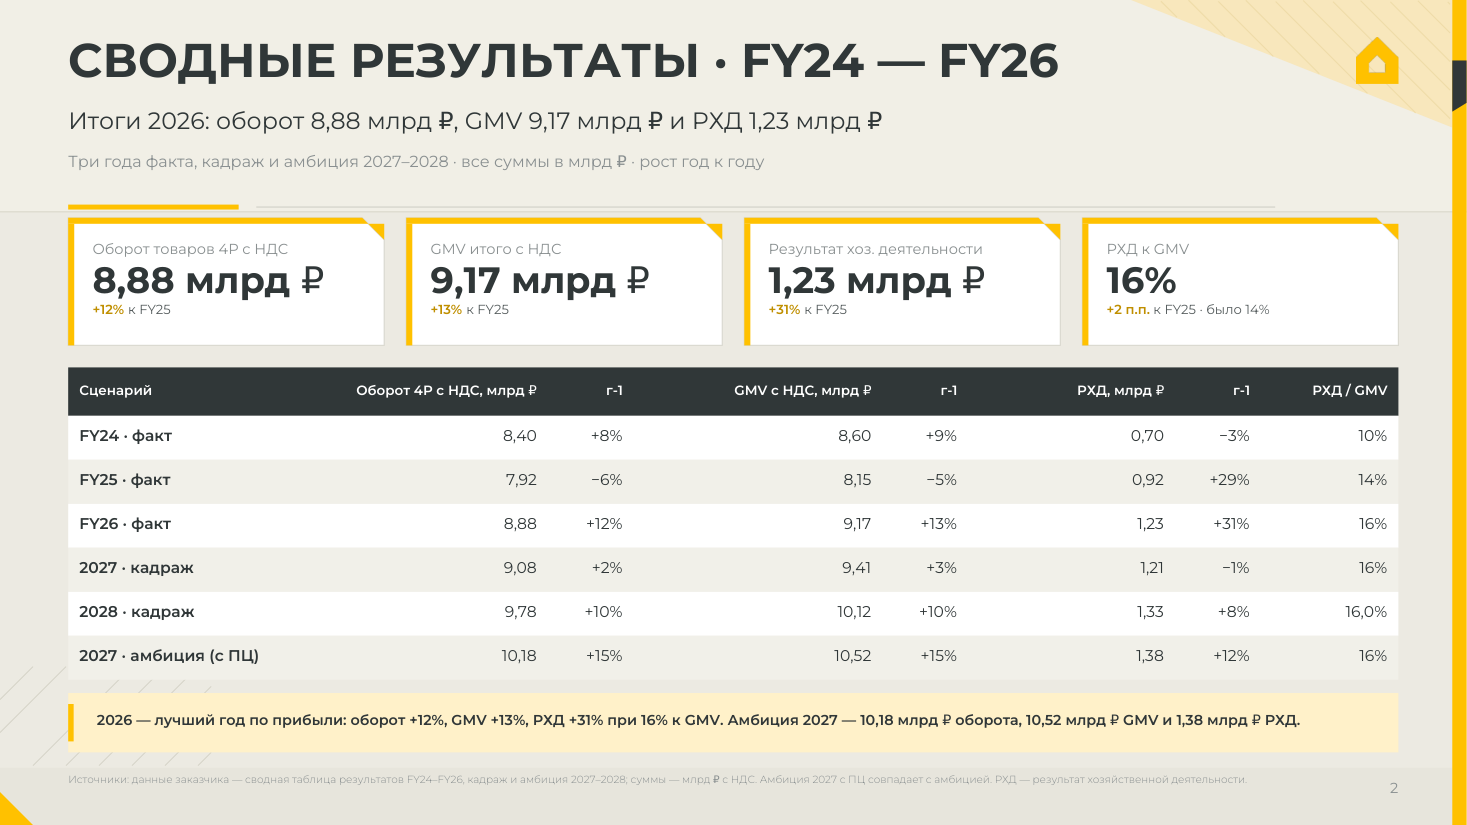 СВОДНЫЕ РЕЗУЛЬТАТЫ · FY24 — FY26
Итоги 2026: оборот 8,88 млрд ₽, GMV 9,17 млрд ₽ и РХД 1,23 млрд ₽
Три года факта, кадраж и амбиция 2027–2028 · все суммы в млрд ₽ · рост год к году
Оборот товаров 4Р с НДС
8,88 млрд ₽
+12% к FY25
GMV итого с НДС
9,17 млрд ₽
+13% к FY25
Результат хоз. деятельности
1,23 млрд ₽
+31% к FY25
РХД к GMV
16%
+2 п.п. к FY25 · было 14%
Сценарий Оборот 4Р с НДС, млрд ₽ г-1 GMV с НДС, млрд ₽ г-1 РХД, млрд ₽ г-1 РХД / GMV
FY24 · факт 8,40 +8% 8,60 +9% 0,70 −3% 10%
FY25 · факт 7,92 −6% 8,15 −5% 0,92 +29% 14%
FY26 · факт 8,88 +12% 9,17 +13% 1,23 +31% 16%
2027 · кадраж 9,08 +2% 9,41 +3% 1,21 −1% 16%
2028 · кадраж 9,78 +10% 10,12 +10% 1,33 +8% 16,0%
2027 · амбиция (с ПЦ) 10,18 +15% 10,52 +15% 1,38 +12% 16%
2026 — лучший год по прибыли: оборот +12%, GMV +13%, РХД +31% при 16% к GMV. Амбиция 2027 — 10,18 млрд ₽ оборота, 10,52 млрд ₽ GMV и 1,38 млрд ₽ РХД.
Источники: данные заказчика — сводная таблица результатов FY24–FY26, кадраж и амбиция 2027–2028; суммы — млрд ₽ с НДС. Амбиция 2027 с ПЦ совпадает с амбицией. РХД — результат хозяйственной деятельности.
2